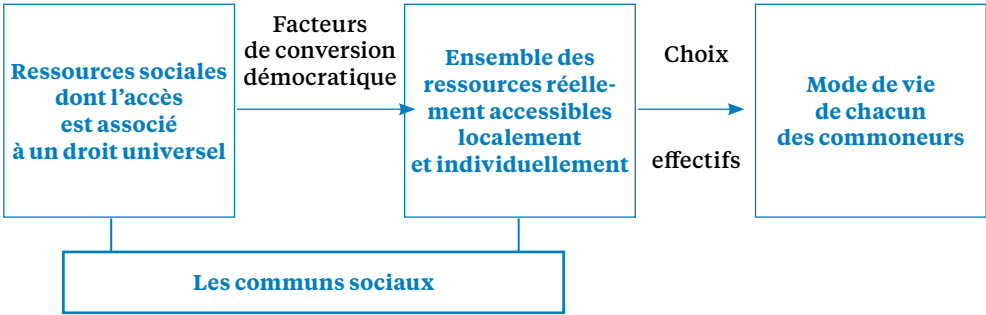 Ressources sociales
dont l’accès
est associé
à un droit universel
Facteurs
de conversion
démocratique
Ensemble des
ressources réelle-
ment accessibles
localement
et individuellement
Choix
effectifs
Mode de vie
de chacun
des commoneurs
Les communs sociaux